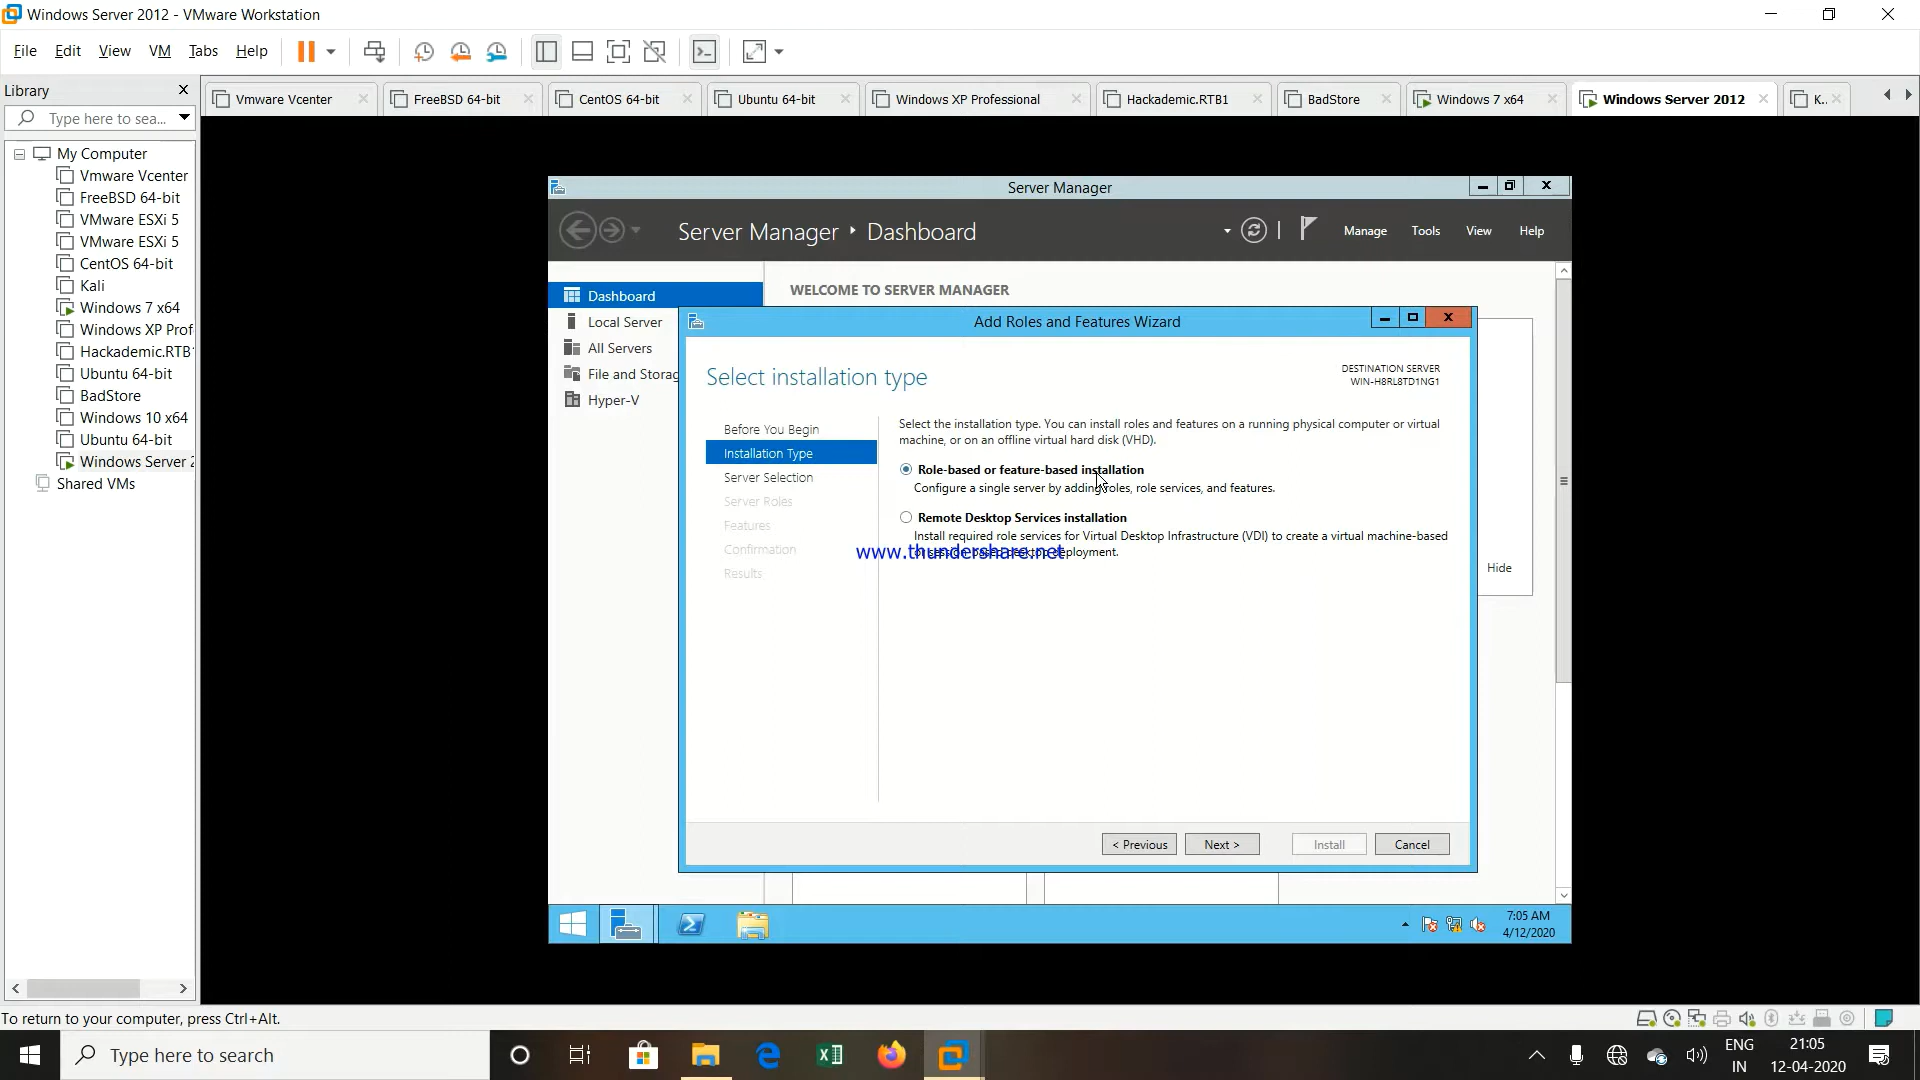 Windows Server 2012 - VMware Workstation
File Edit View VM Tabs Help
Library
Type here to sea...
Vmware Vcenter
FreeBSD 64-bit
CentOS 64-bit
Ubuntu 64-bit
Windows XP Professional
Hackademic.RTB1
BadStore
Windows 7 x64
Windows Server 2012
K..
My Computer
Vmware Vcenter
FreeBSD 64-bit
VMware ESXi 5
VMware ESXi 5
CentOS 64-bit
Kali
Windows 7 x64
Windows XP Prof
Hackademic.RTB1
Ubuntu 64-bit
BadStore
Windows 10 x64
Ubuntu 64-bit
Windows Server 2
Shared VMs
Server Manager
Server Manager Dashboard
Manage Tools View Help
Dashboard
Local Server
All Servers
File and Storag
Hyper-V
WELCOME TO SERVER MANAGER
Add Roles and Features Wizard
Select installation type
DESTINATION SERVER
WIN-H8RL8TD1NG1
Before You Begin
Installation Type
Server Selection
Server Roles
Features
Confirmation
Results
Select the installation type. You can install roles and features on a running physical computer or virtual
machine, or on an offline virtual hard disk (VHD).
Role-based or feature-based installation
Configure a single server by adding roles, role services, and features.
Remote Desktop Services installation
Install required role services for Virtual Desktop Infrastructure (VDI) to create a virtual machine-based
or session-based desktop deployment.
www.thundershare.net
Hide
< Previous
Next >
Install
Cancel
7:05 AM
4/12/2020
To return to your computer, press Ctrl+Alt.
Type here to search
ENG
IN
21:05
12-04-2020